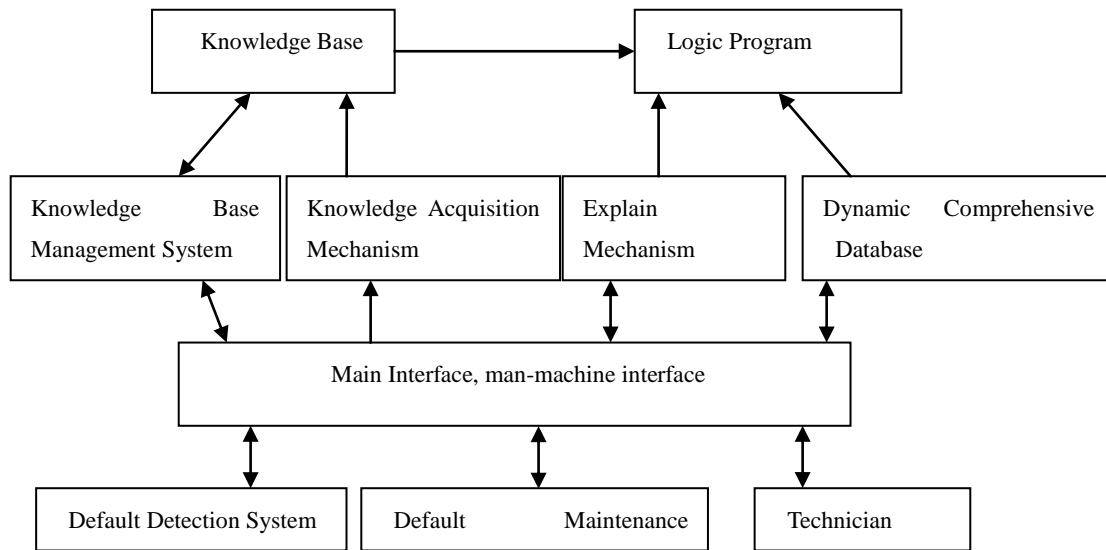 Knowledge Base
Logic Program
Knowledge Base
Management System
Knowledge Acquisition
Mechanism
Explain
Mechanism
Dynamic Comprehensive
Database
Main Interface, man-machine interface
Default Detection System
Default Maintenance
Technician